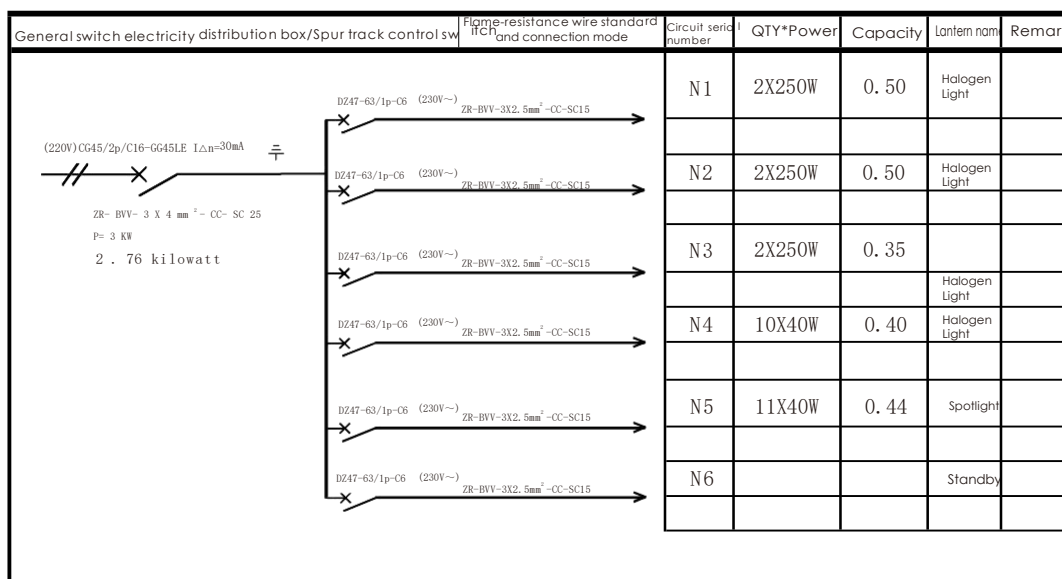 General switch electricity distribution box/Spur track control switch
Flame-resistance wire standard
and connection mode
Circuit serial
number
QTY*Power
Capacity
Lantern nam
Remar
DZ47-63/1p-C6 (230V~)
ZR-BVV-3X2.5mm²-CC-SC15
N1
2X250W
0.50
Halogen
Light
(220V)CG45/2p/C16-GG45LE I△n=30mA
DZ47-63/1p-C6 (230V~)
ZR-BVV-3X2.5mm²-CC-SC15
N2
2X250W
0.50
Halogen
Light
ZR- BVV- 3 X 4 mm ²- CC- SC 25
P= 3 KW
2 . 76 kilowatt
DZ47-63/1p-C6 (230V~)
ZR-BVV-3X2.5mm²-CC-SC15
N3
2X250W
0.35
Halogen
Light
DZ47-63/1p-C6 (230V~)
ZR-BVV-3X2.5mm²-CC-SC15
N4
10X40W
0.40
Halogen
Light
DZ47-63/1p-C6 (230V~)
ZR-BVV-3X2.5mm²-CC-SC15
N5
11X40W
0.44
Spotlight
DZ47-63/1p-C6 (230V~)
ZR-BVV-3X2.5mm²-CC-SC15
N6
Standby